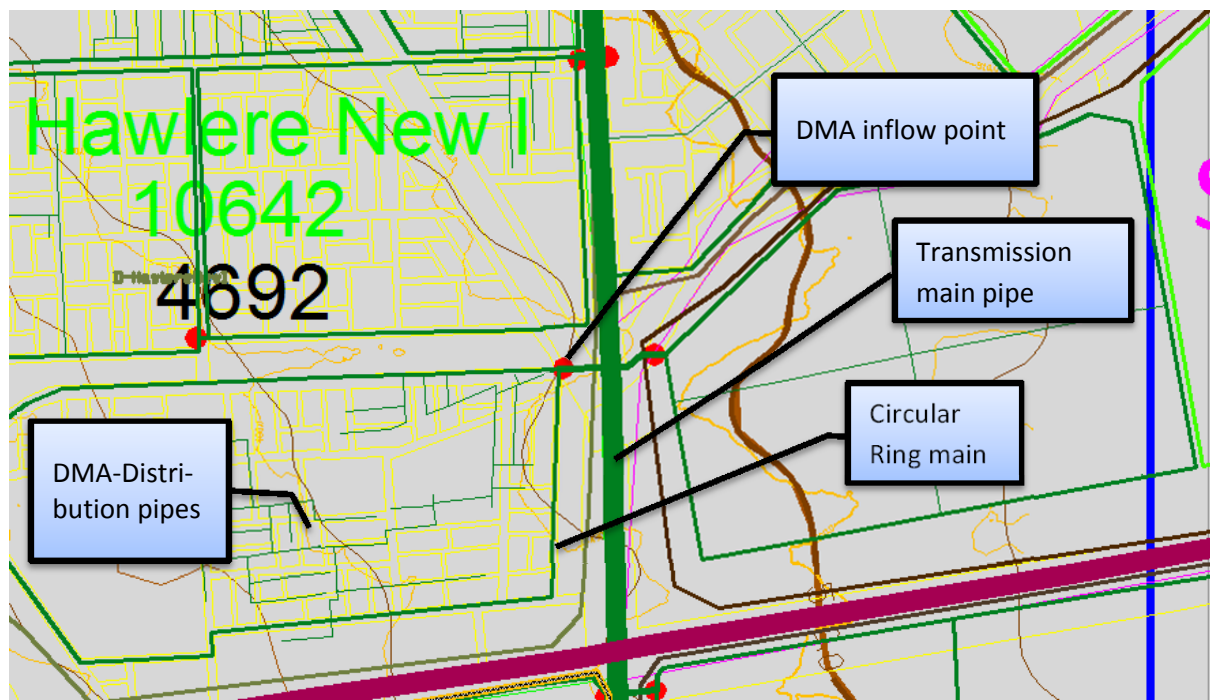 Hawlere New I
10642
4692
DMA inflow point
Transmission
main pipe
Circular
Ring main
DMA-Distri-
bution pipes